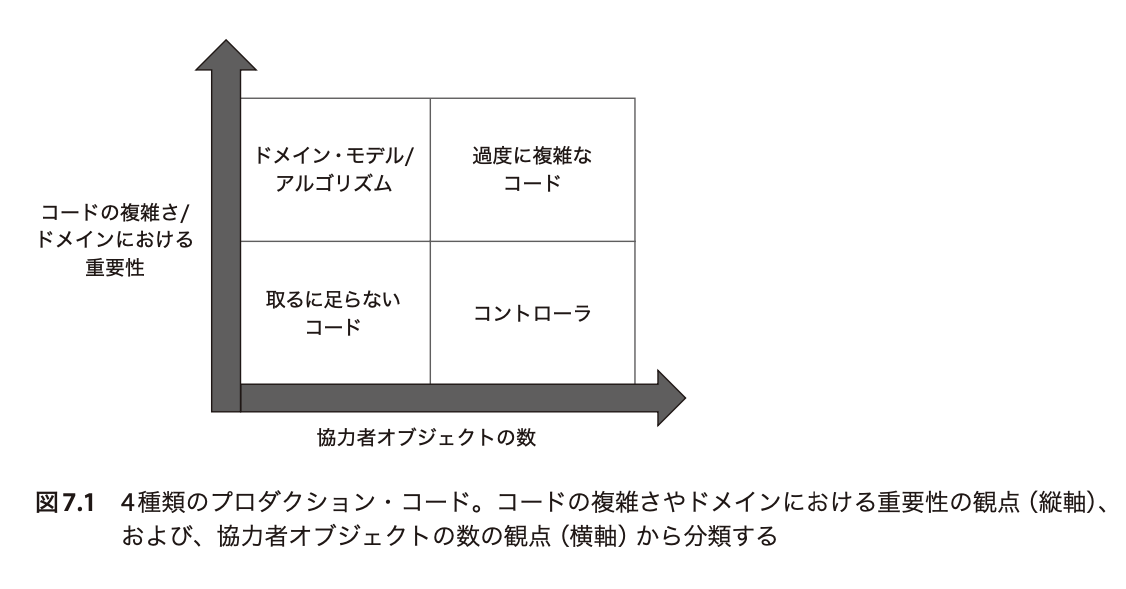 ドメイン・モデル/
アルゴリズム
過度に複雑な
コード
コードの複雑さ/
ドメインにおける
重要性
取るに足らない
コード
コントローラ
協力者オブジェクトの数
図7.1 4種類のプロダクション・コード。コードの複雑さやドメインにおける重要性の観点（縦軸）、
および、協力者オブジェクトの数の観点（横軸）から分類する